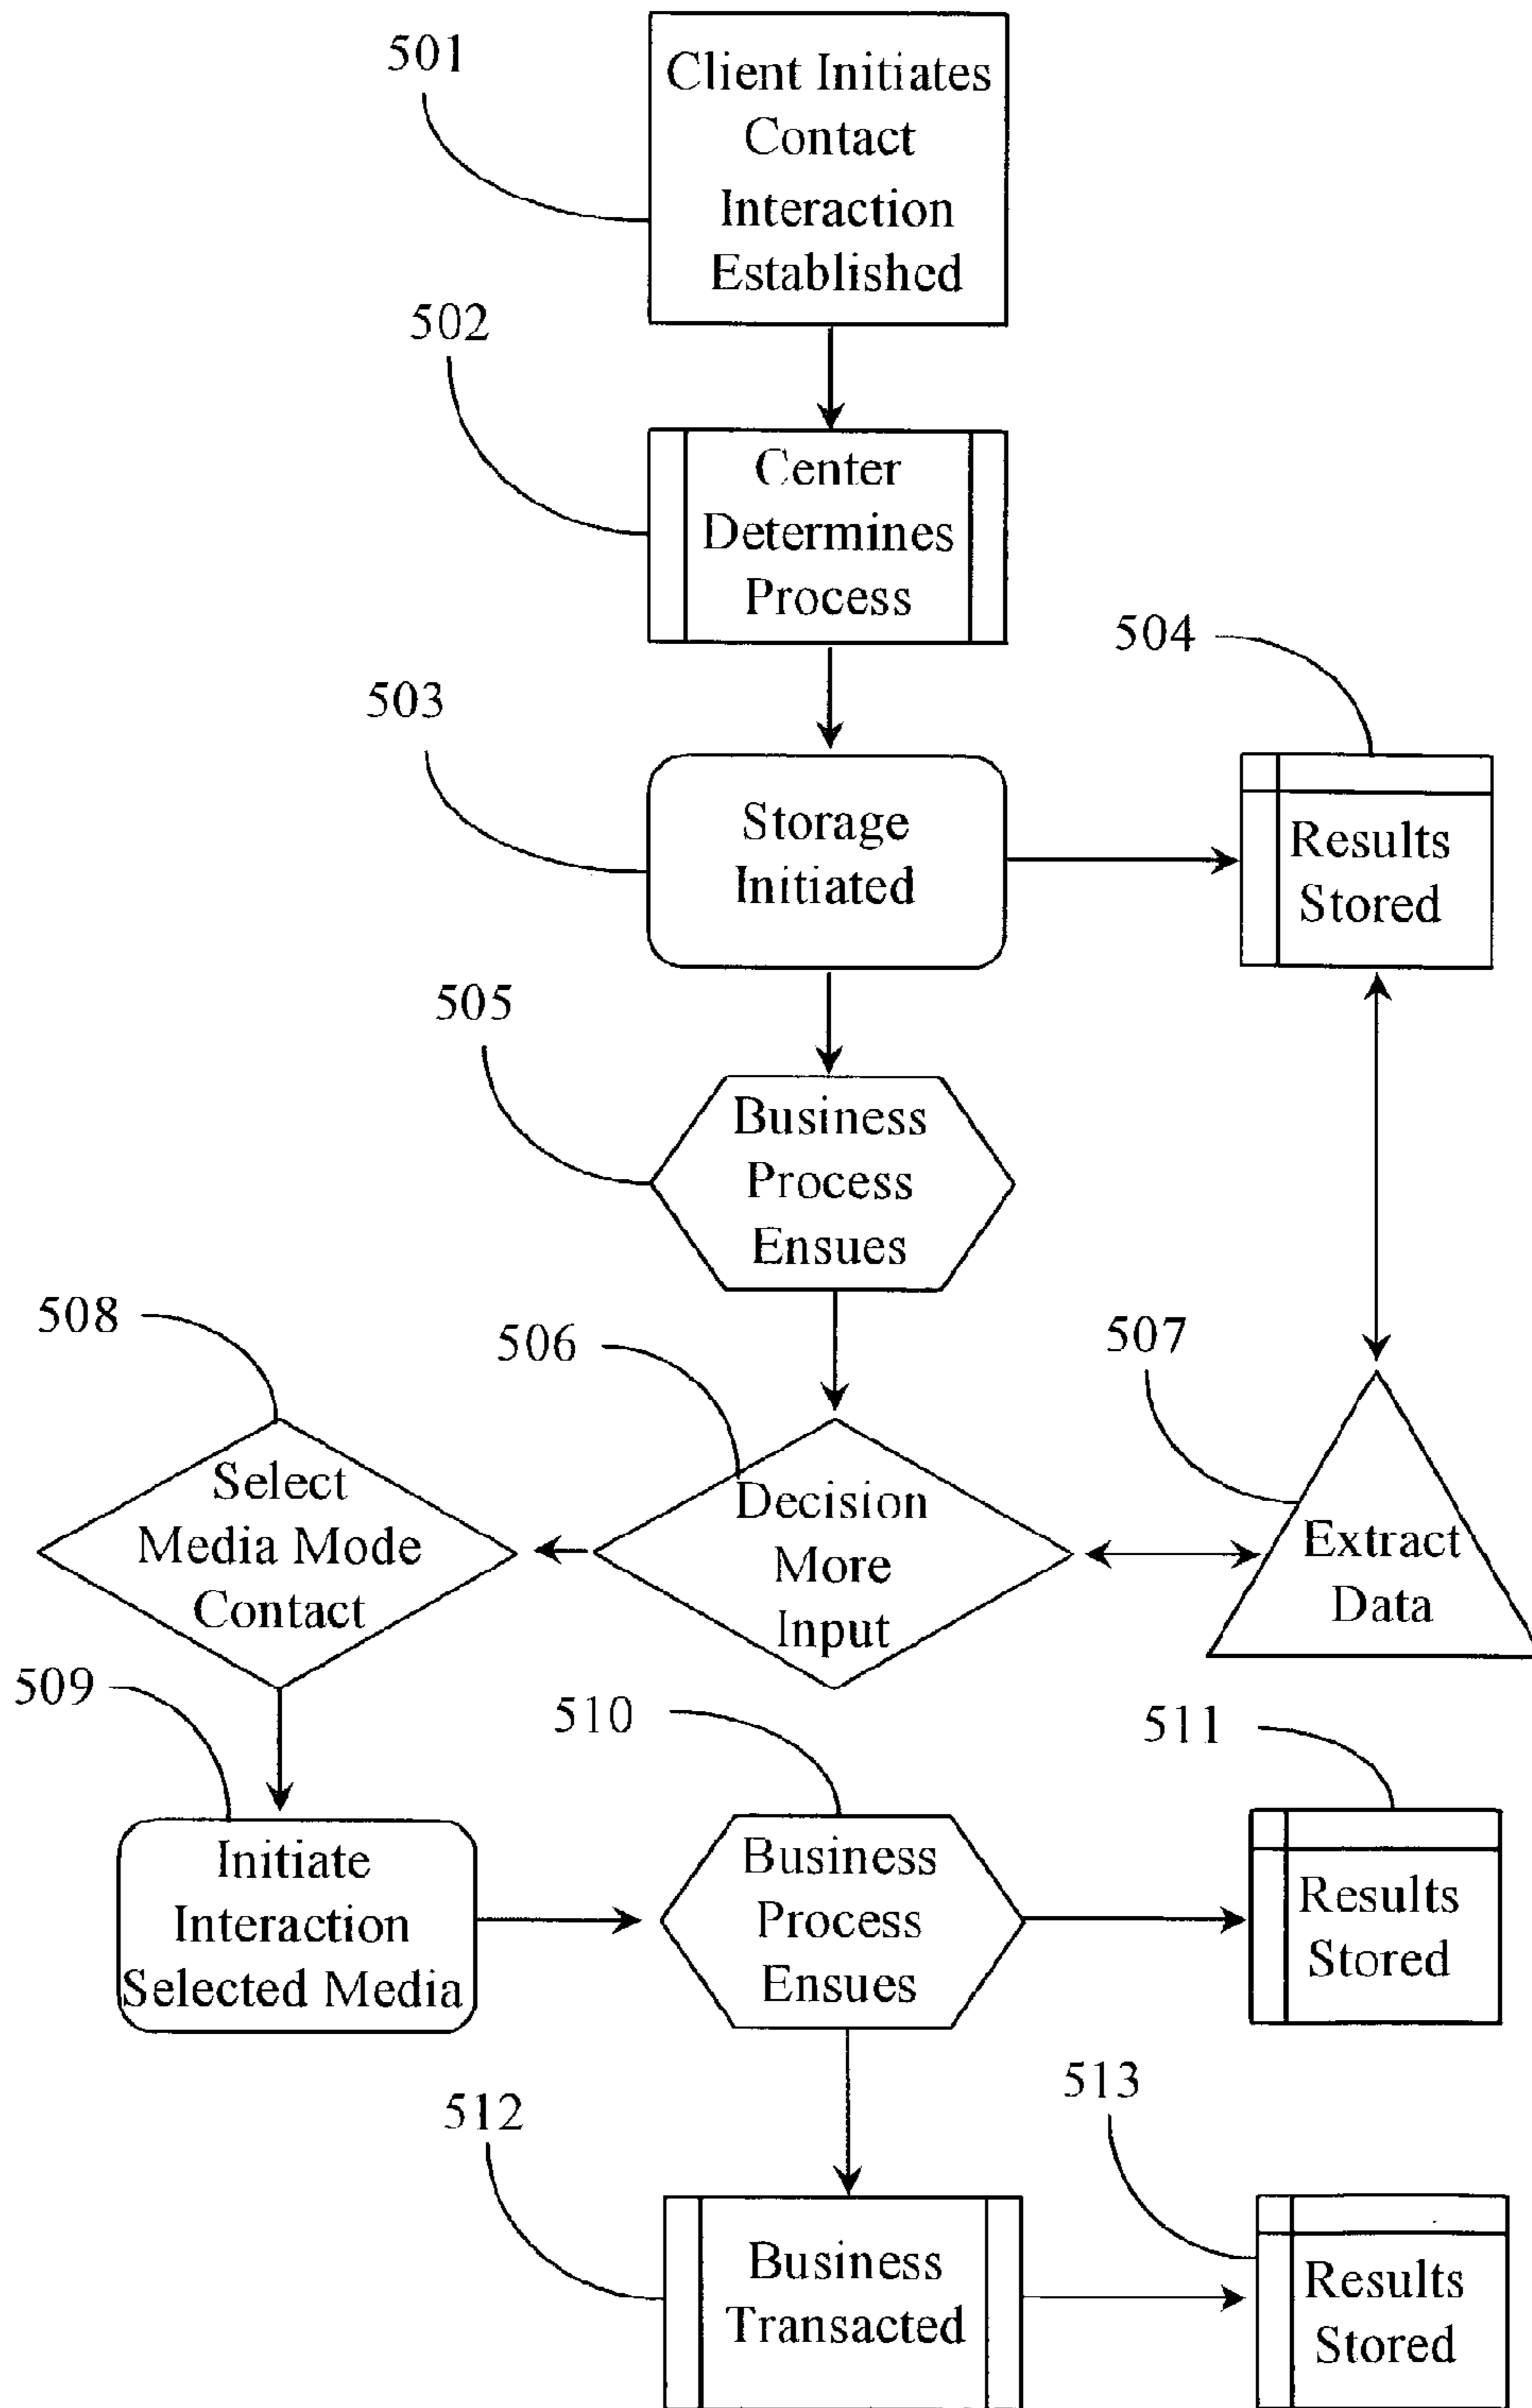 501
Client Initiates
Contact
Interaction
Established
502
Center
Determines
Process
503
Storage
Initiated
504
Results
Stored
505
Business
Process
Ensues
508
Select
Media Mode
Contact
506
Decision
More
Input
507
Extract
Data
509
Initiate
Interaction
Selected Media
510
Business
Process
Ensues
511
Results
Stored
512
Business
Transacted
513
Results
Stored